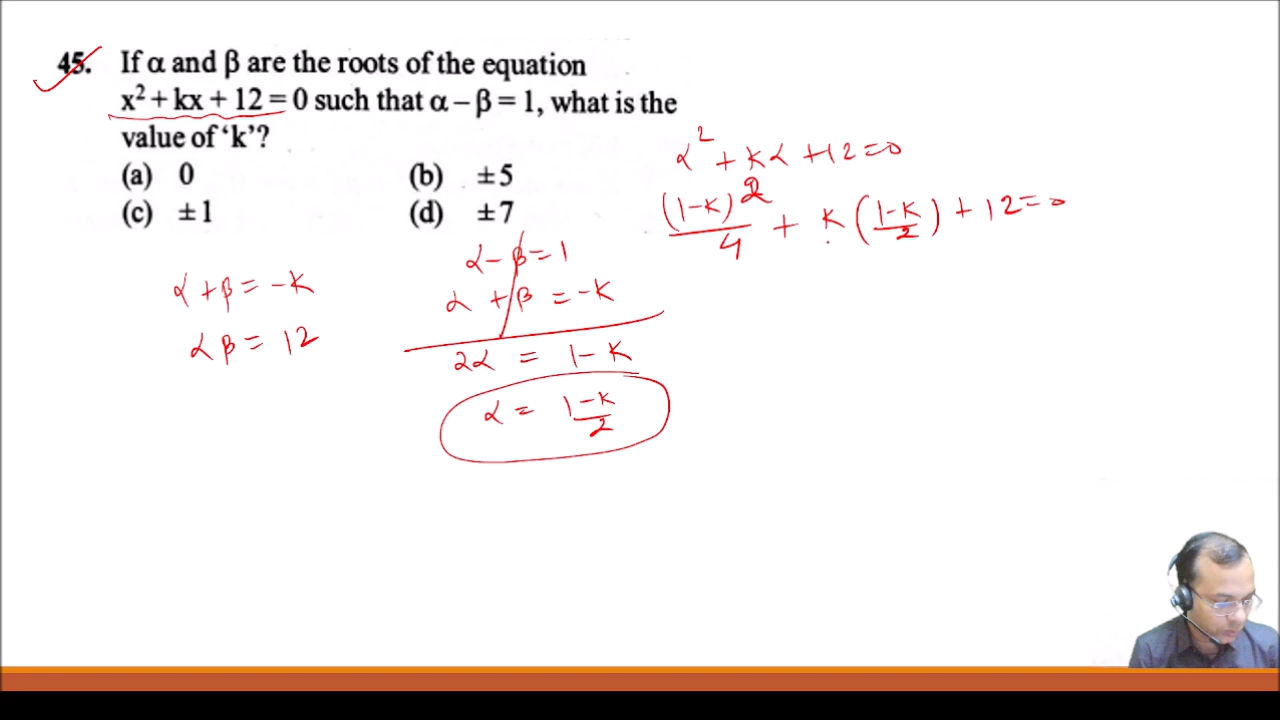 45. If α and β are the roots of the equation
x² + kx + 12 = 0 such that α – β = 1, what is the
value of ‘k’?
(a) 0 (b) ±5
(c) ±1 (d) ±7
α² + kα + 12 = 0
(1-k)²/4 + k(1-k/2) + 12 = 0
α + β = -k
αβ = 12
α - β = 1
α + β = -k
2α = 1 - k
α = 1-k/2